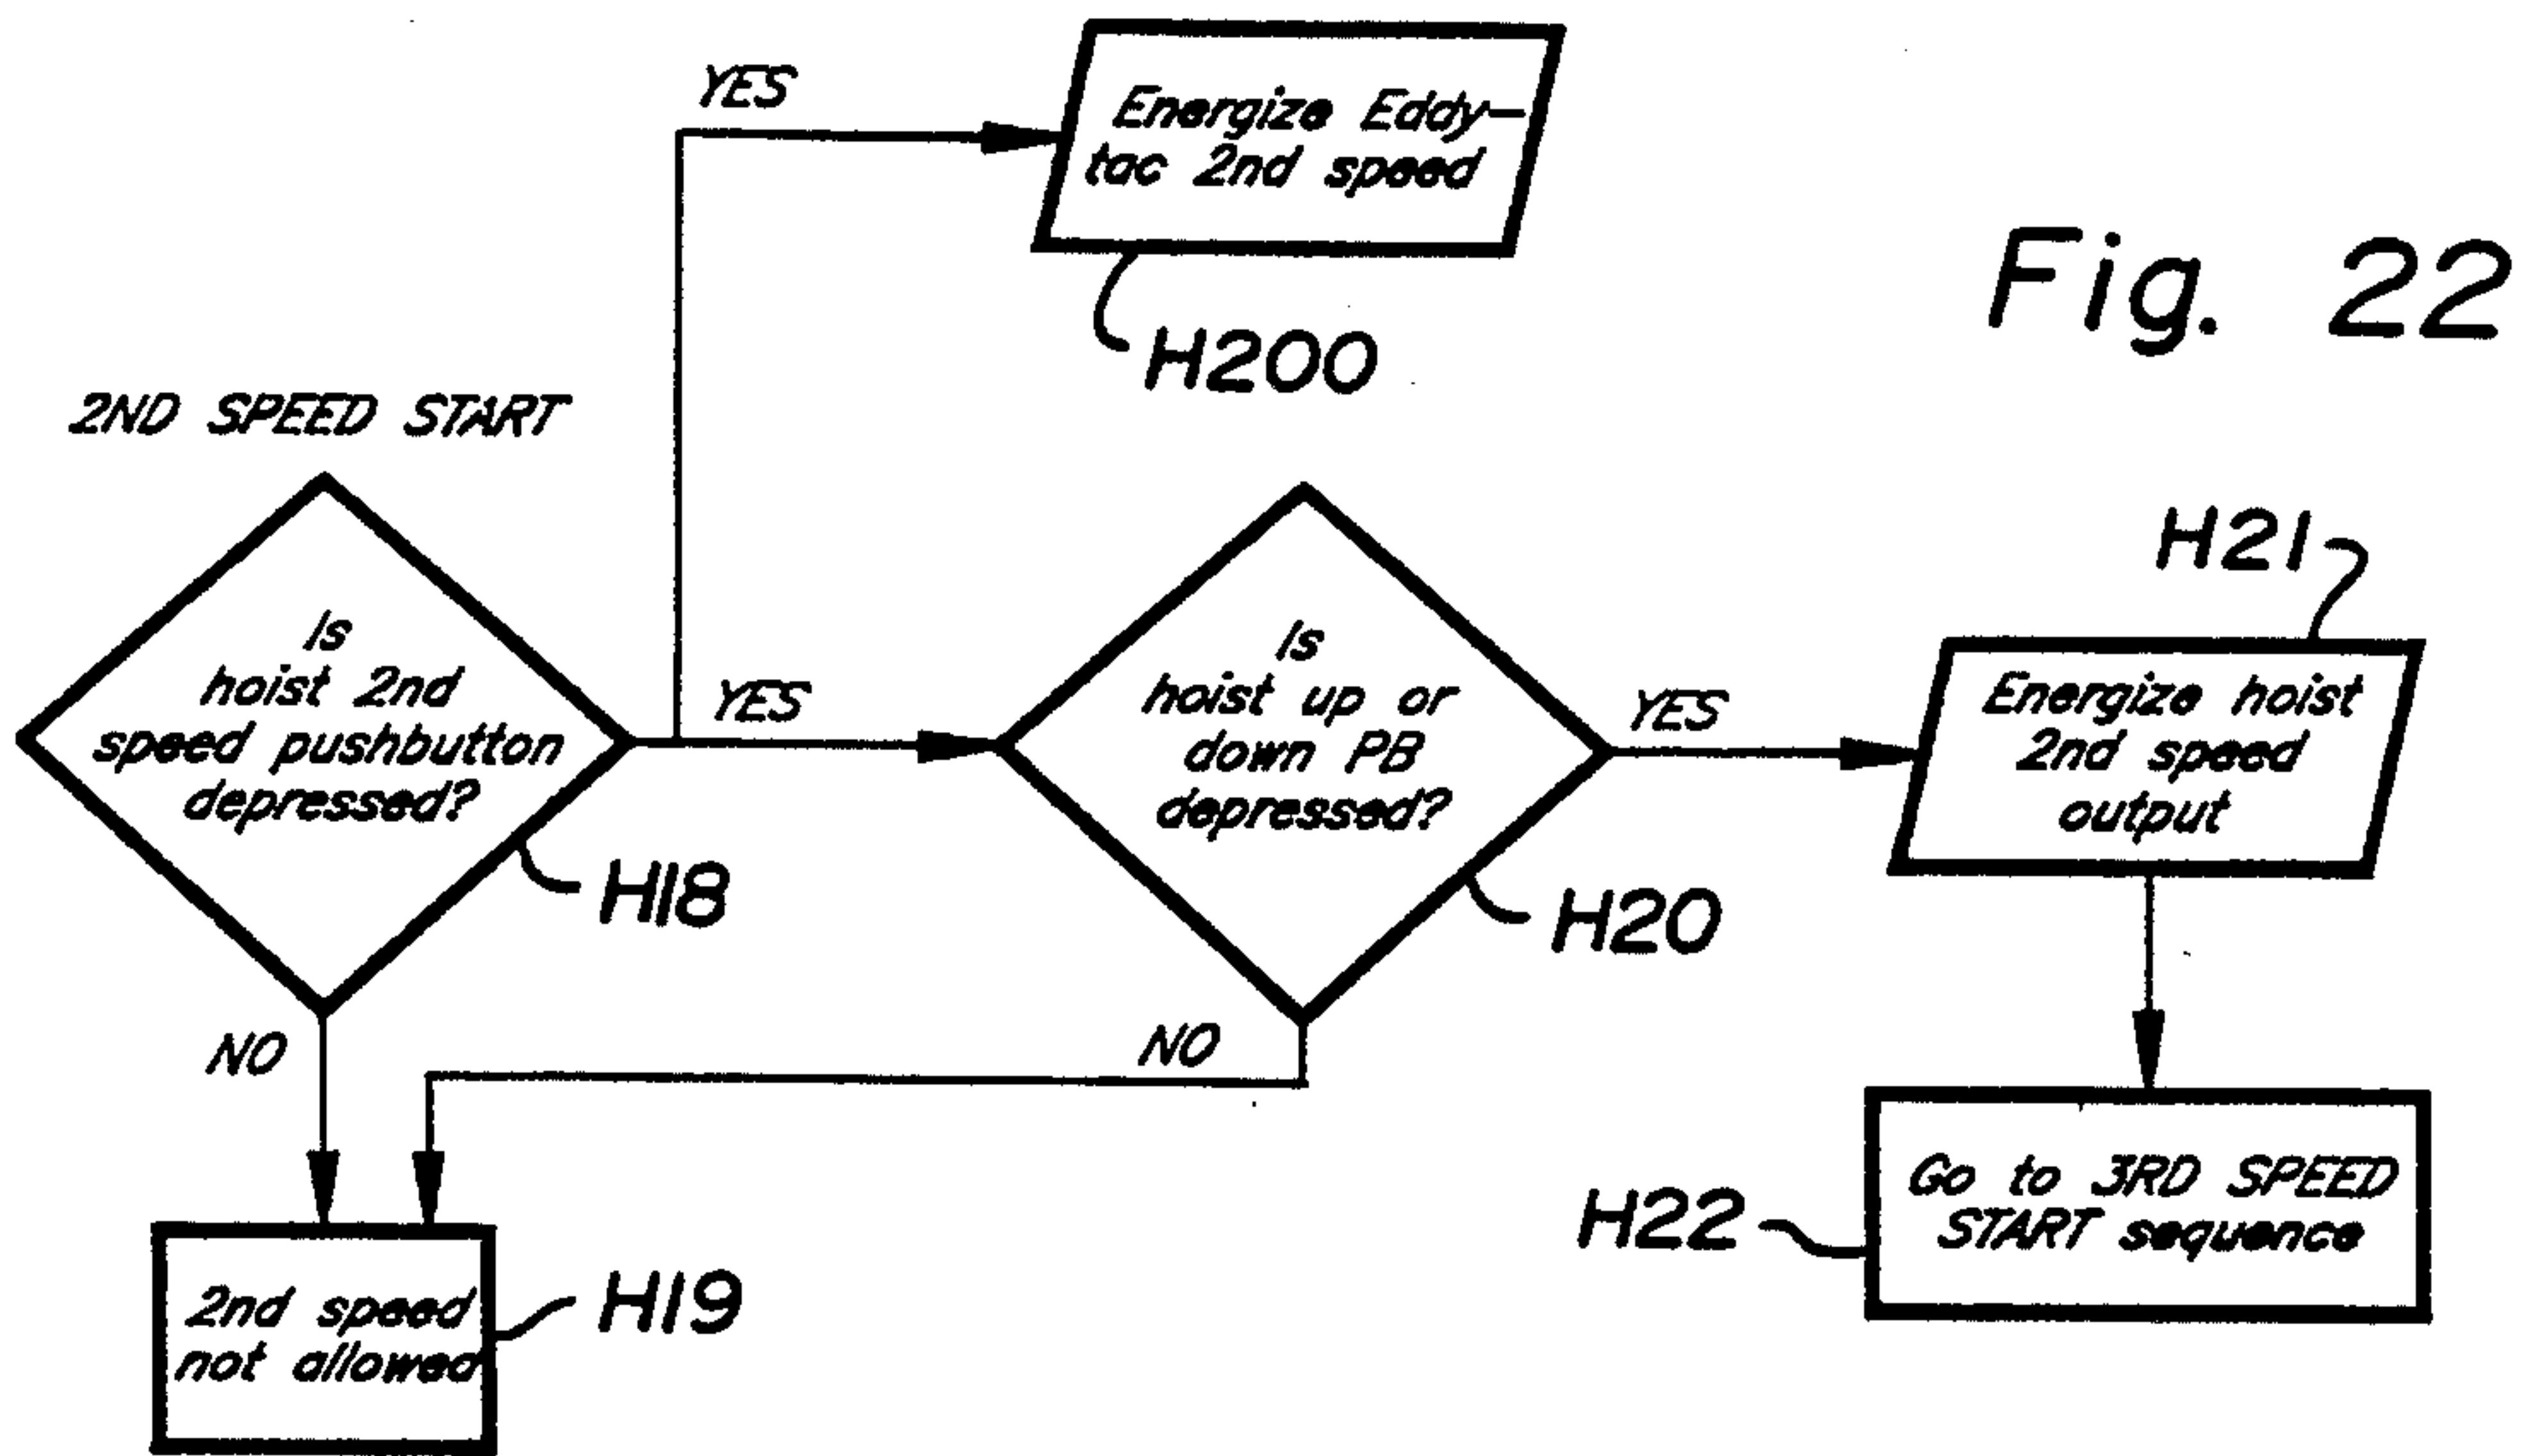 YES
Energize Eddy-
tac 2nd speed
Fig. 22
H200
2ND SPEED START
Is
hoist 2nd
speed pushbutton
depressed?
H18
YES
Is
hoist up or
down PB
depressed?
H20
YES
H21
Energize hoist
2nd speed
output
NO
NO
2nd speed
not allowed
H19
H22
Go to 3RD SPEED
START sequence